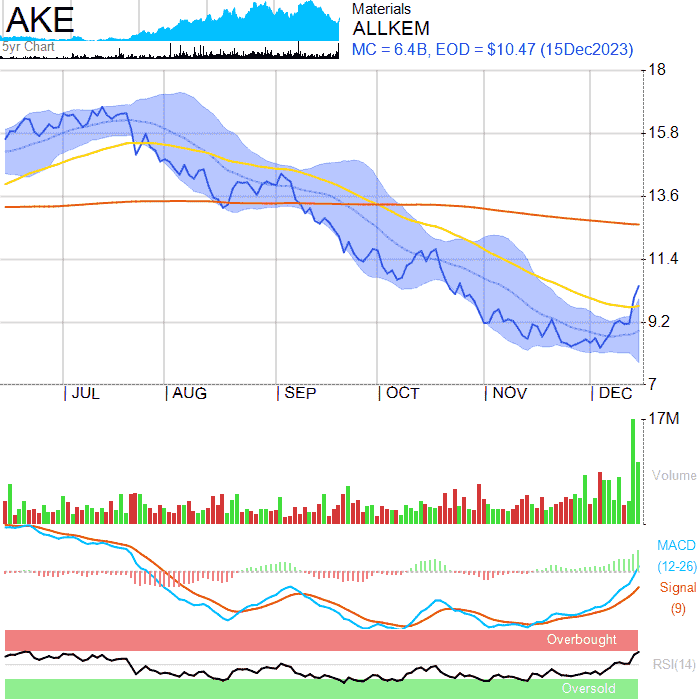 AKE
5yr Chart
Materials
ALLKEM
MC = 6.4B, EOD = $10.47 (15Dec2023)
18
15.8
13.6
11.4
9.2
7
JUL AUG SEP OCT NOV DEC
17M
Volume
MACD
(12-26)
Signal
(9)
Overbought
RSI(14)
Oversold